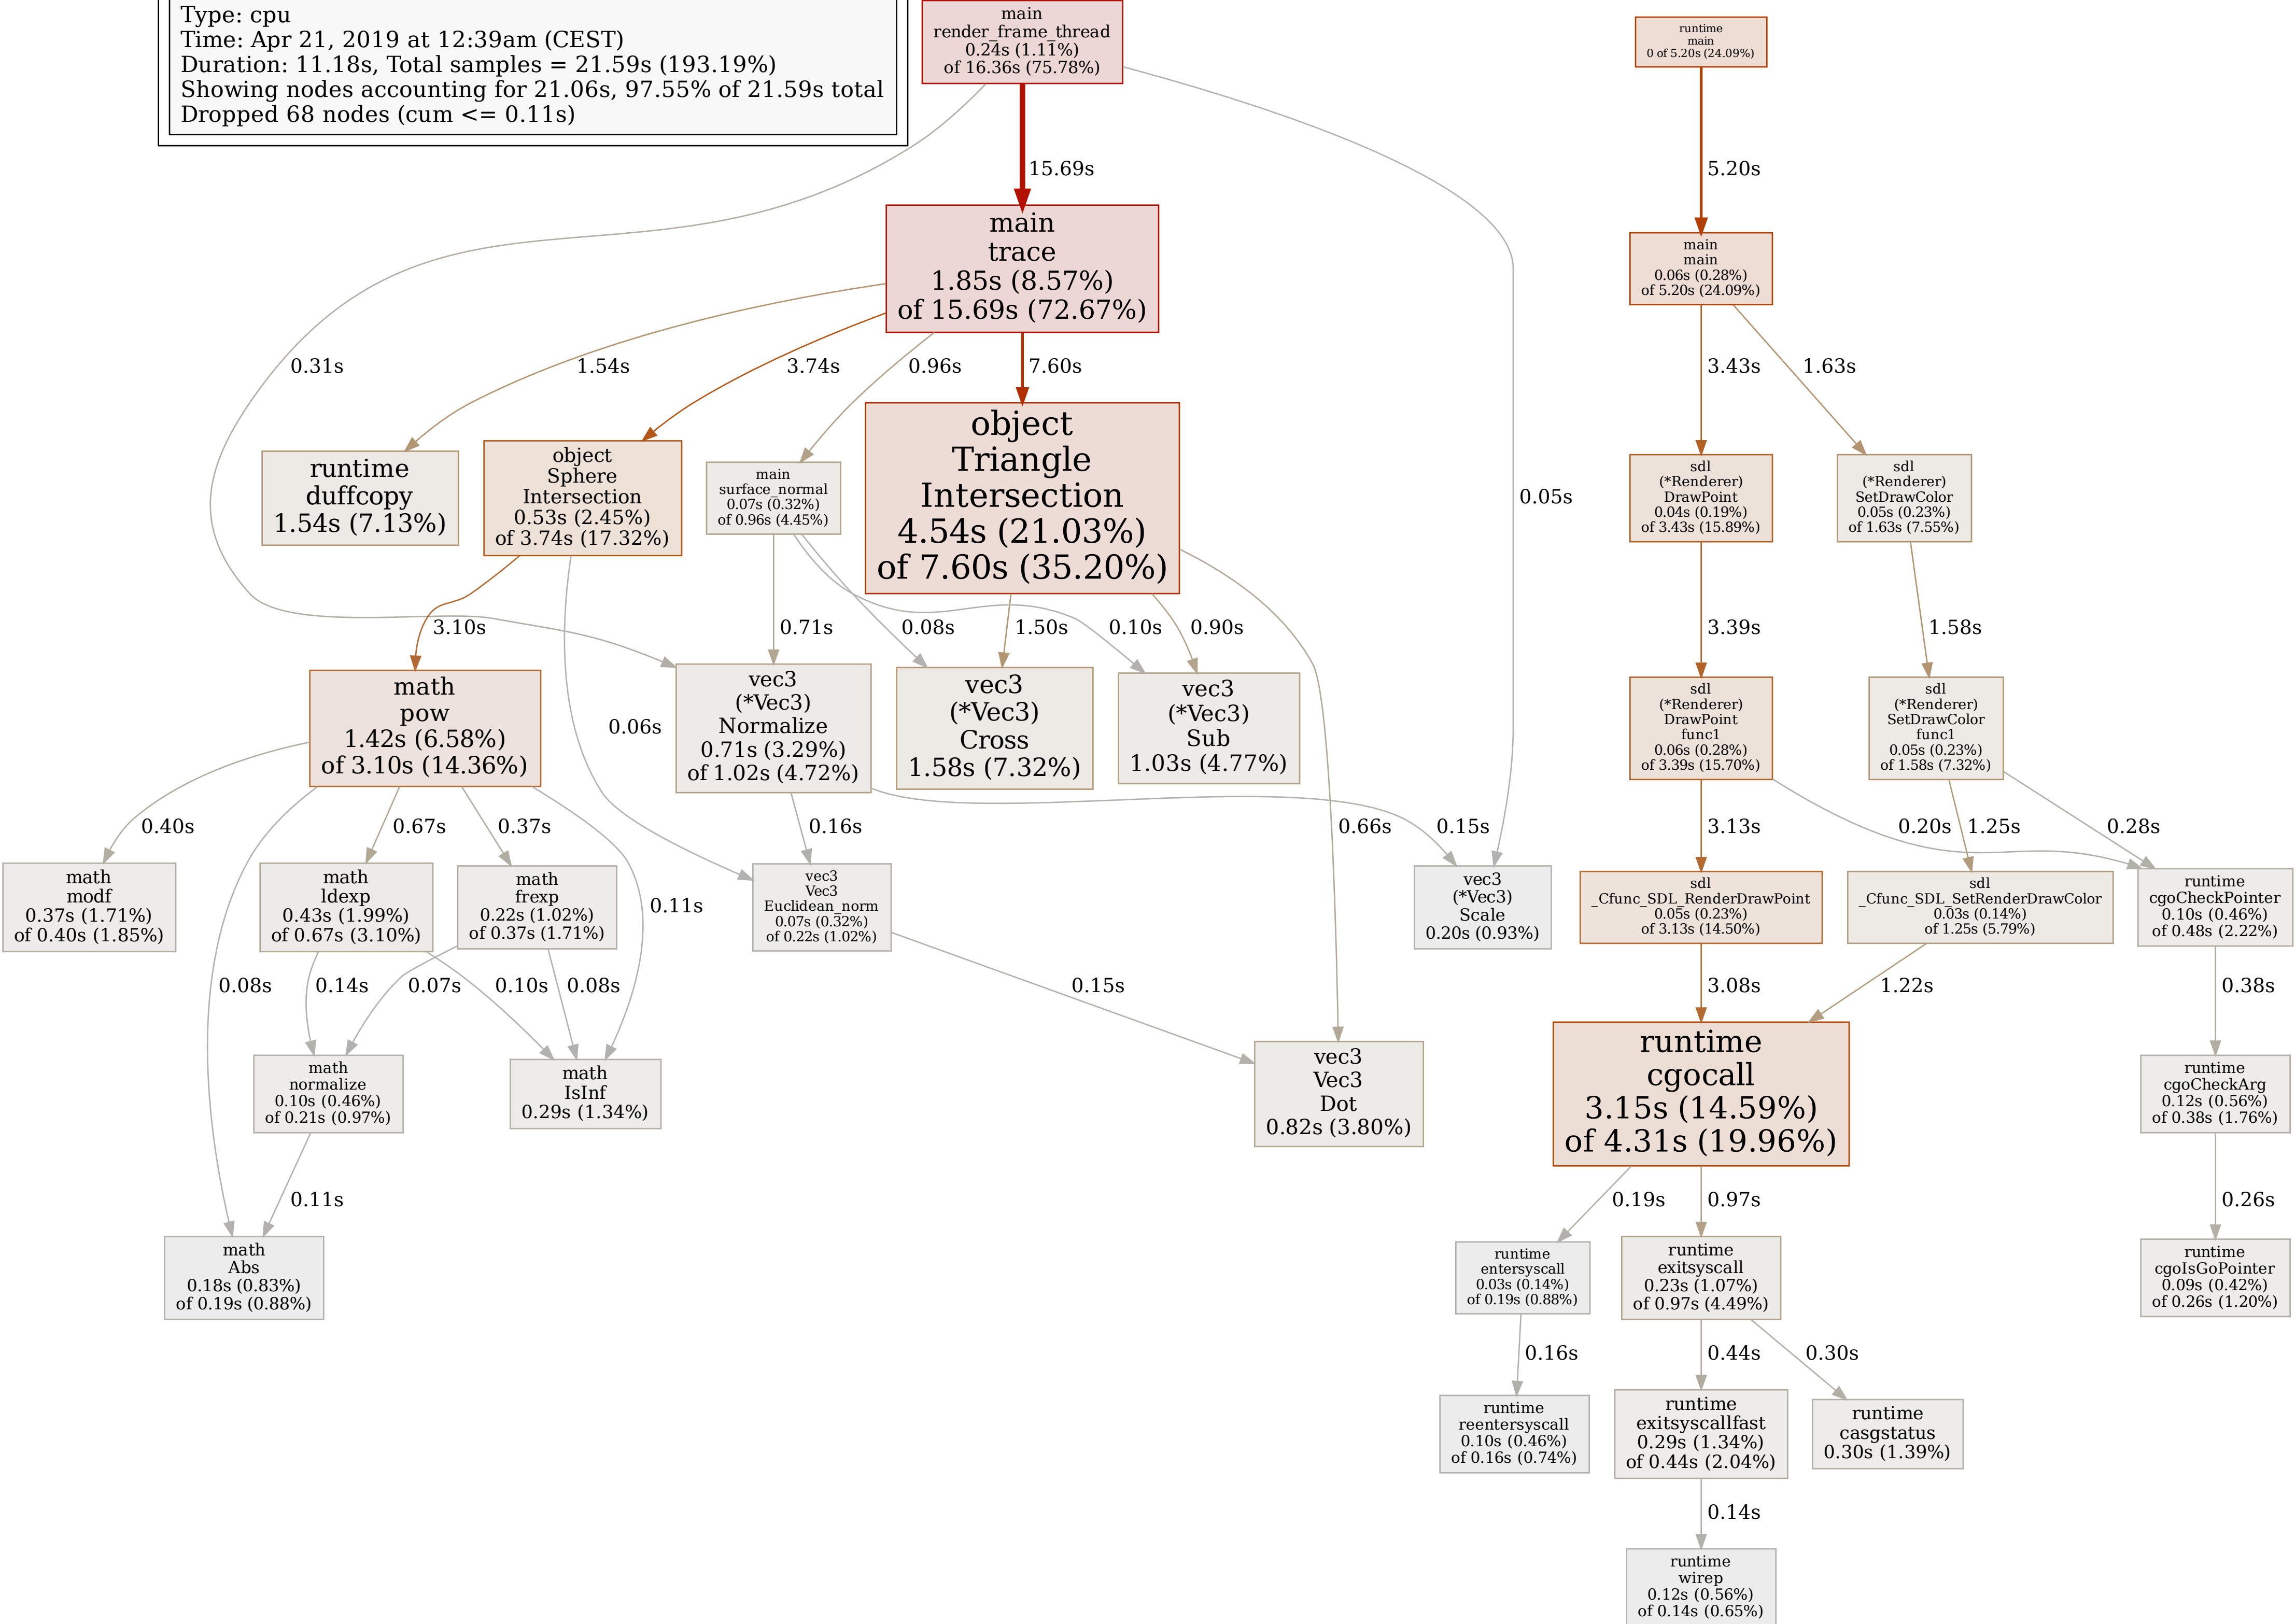 Type: cpu
Time: Apr 21, 2019 at 12:39am (CEST)
Duration: 11.18s, Total samples = 21.59s (193.19%)
Showing nodes accounting for 21.06s, 97.55% of 21.59s total
Dropped 68 nodes (cum <= 0.11s)
main
render_frame_thread
0.24s (1.11%)
of 16.36s (75.78%)
runtime
main
0 of 5.20s (24.09%)
15.69s
5.20s
main
trace
1.85s (8.57%)
of 15.69s (72.67%)
main
main
0.06s (0.28%)
of 5.20s (24.09%)
0.31s
1.54s
3.74s
0.96s
7.60s
3.43s
1.63s
0.05s
runtime
duffcopy
1.54s (7.13%)
object
Sphere
Intersection
0.53s (2.45%)
of 3.74s (17.32%)
main
surface_normal
0.07s (0.32%)
of 0.96s (4.45%)
object
Triangle
Intersection
4.54s (21.03%)
of 7.60s (35.20%)
sdl
(*Renderer)
DrawPoint
0.04s (0.19%)
of 3.43s (15.89%)
sdl
(*Renderer)
SetDrawColor
0.05s (0.23%)
of 1.63s (7.55%)
3.10s
0.71s
0.08s
1.50s
0.10s
0.90s
3.39s
1.58s
0.06s
math
pow
1.42s (6.58%)
of 3.10s (14.36%)
vec3
(*Vec3)
Normalize
0.71s (3.29%)
of 1.02s (4.72%)
vec3
(*Vec3)
Cross
1.58s (7.32%)
vec3
(*Vec3)
Sub
1.03s (4.77%)
sdl
(*Renderer)
DrawPoint
func1
0.06s (0.28%)
of 3.39s (15.70%)
sdl
(*Renderer)
SetDrawColor
func1
0.05s (0.23%)
of 1.58s (7.32%)
0.40s
0.67s
0.37s
0.11s
0.16s
0.66s
0.15s
3.13s
0.20s
1.25s
0.28s
math
modf
0.37s (1.71%)
of 0.40s (1.85%)
math
ldexp
0.43s (1.99%)
of 0.67s (3.10%)
math
frexp
0.22s (1.02%)
of 0.37s (1.71%)
vec3
Vec3
Euclidean_norm
0.07s (0.32%)
of 0.22s (1.02%)
vec3
(*Vec3)
Scale
0.20s (0.93%)
sdl
_Cfunc_SDL_RenderDrawPoint
0.05s (0.23%)
of 3.13s (14.50%)
sdl
_Cfunc_SDL_SetRenderDrawColor
0.03s (0.14%)
of 1.25s (5.79%)
runtime
cgoCheckPointer
0.10s (0.46%)
of 0.48s (2.22%)
0.08s
0.14s
0.07s
0.10s
0.08s
0.15s
3.08s
1.22s
0.38s
math
normalize
0.10s (0.46%)
of 0.21s (0.97%)
math
IsInf
0.29s (1.34%)
vec3
Vec3
Dot
0.82s (3.80%)
runtime
cgocall
3.15s (14.59%)
of 4.31s (19.96%)
runtime
cgoCheckArg
0.12s (0.56%)
of 0.38s (1.76%)
0.11s
0.19s
0.97s
0.26s
math
Abs
0.18s (0.83%)
of 0.19s (0.88%)
runtime
entersyscall
0.03s (0.14%)
of 0.19s (0.88%)
runtime
exitsyscall
0.23s (1.07%)
of 0.97s (4.49%)
runtime
cgoIsGoPointer
0.09s (0.42%)
of 0.26s (1.20%)
0.16s
0.44s
0.30s
runtime
reentersyscall
0.10s (0.46%)
of 0.16s (0.74%)
runtime
exitsyscallfast
0.29s (1.34%)
of 0.44s (2.04%)
runtime
casgstatus
0.30s (1.39%)
0.14s
runtime
wirep
0.12s (0.56%)
of 0.14s (0.65%)